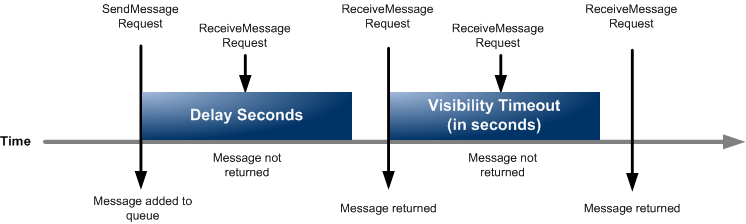 SendMessage
Request
ReceiveMessage
Request
ReceiveMessage
Request
ReceiveMessage
Request
ReceiveMessage
Request
Delay Seconds
Visibility Timeout
(in seconds)
Time
Message not
returned
Message not
returned
Message added to
queue
Message returned
Message returned